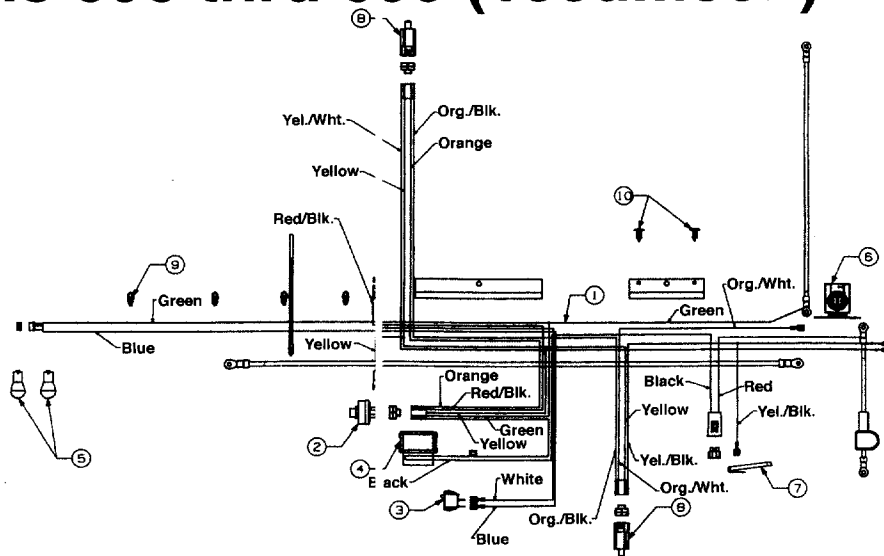 8
Org./Blk.
Yel./Wht.
Orange
Yellow
10
Red/Blk.
9
6
Org./Wht.
Green
1
Green
Blue
Yellow
Orange
Black
Red
Red/Blk.
Yellow
Yel./Blk.
2
Green
Yellow
5
4
Black
Yel./Blk.
White
Org./Wht.
7
3
Org./Blk.
Blue
8